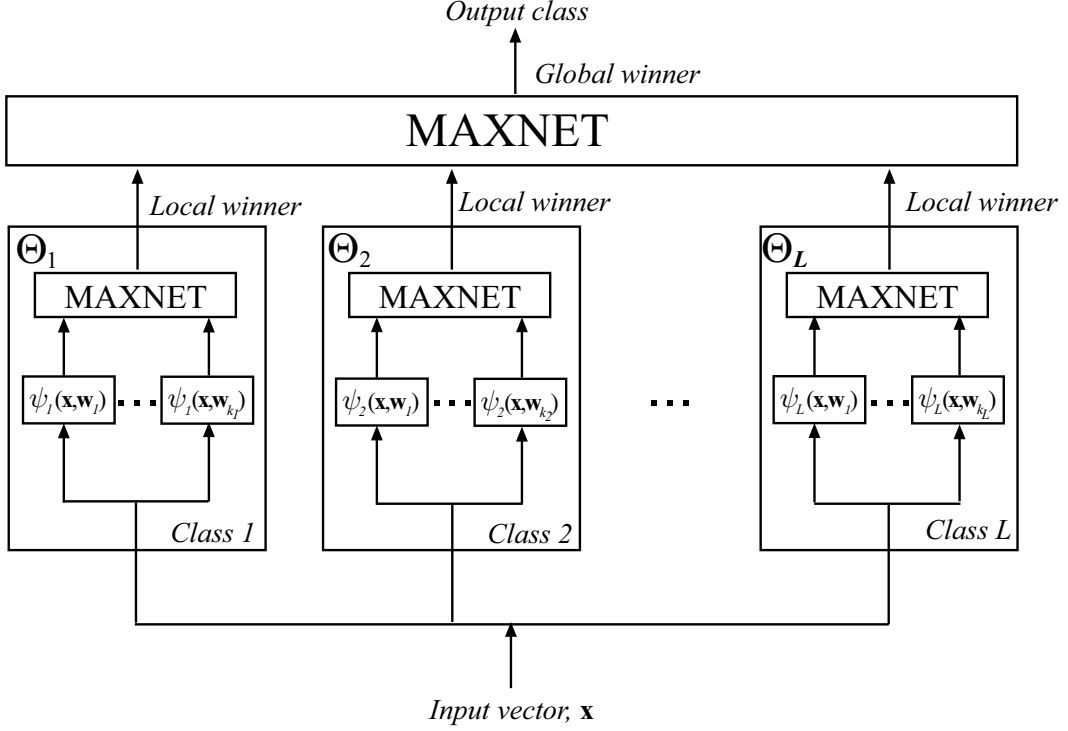 Output class
Global winner
MAXNET
Local winner Local winner Local winner
Θ1 Θ2 ΘL
MAXNET MAXNET MAXNET
ψ1(x,w1) ψ1(x,wk1) ψ2(x,w1) ψ2(x,wk2) ψL(x,w1) ψL(x,wkL)
Class 1 Class 2 Class L
Input vector, x